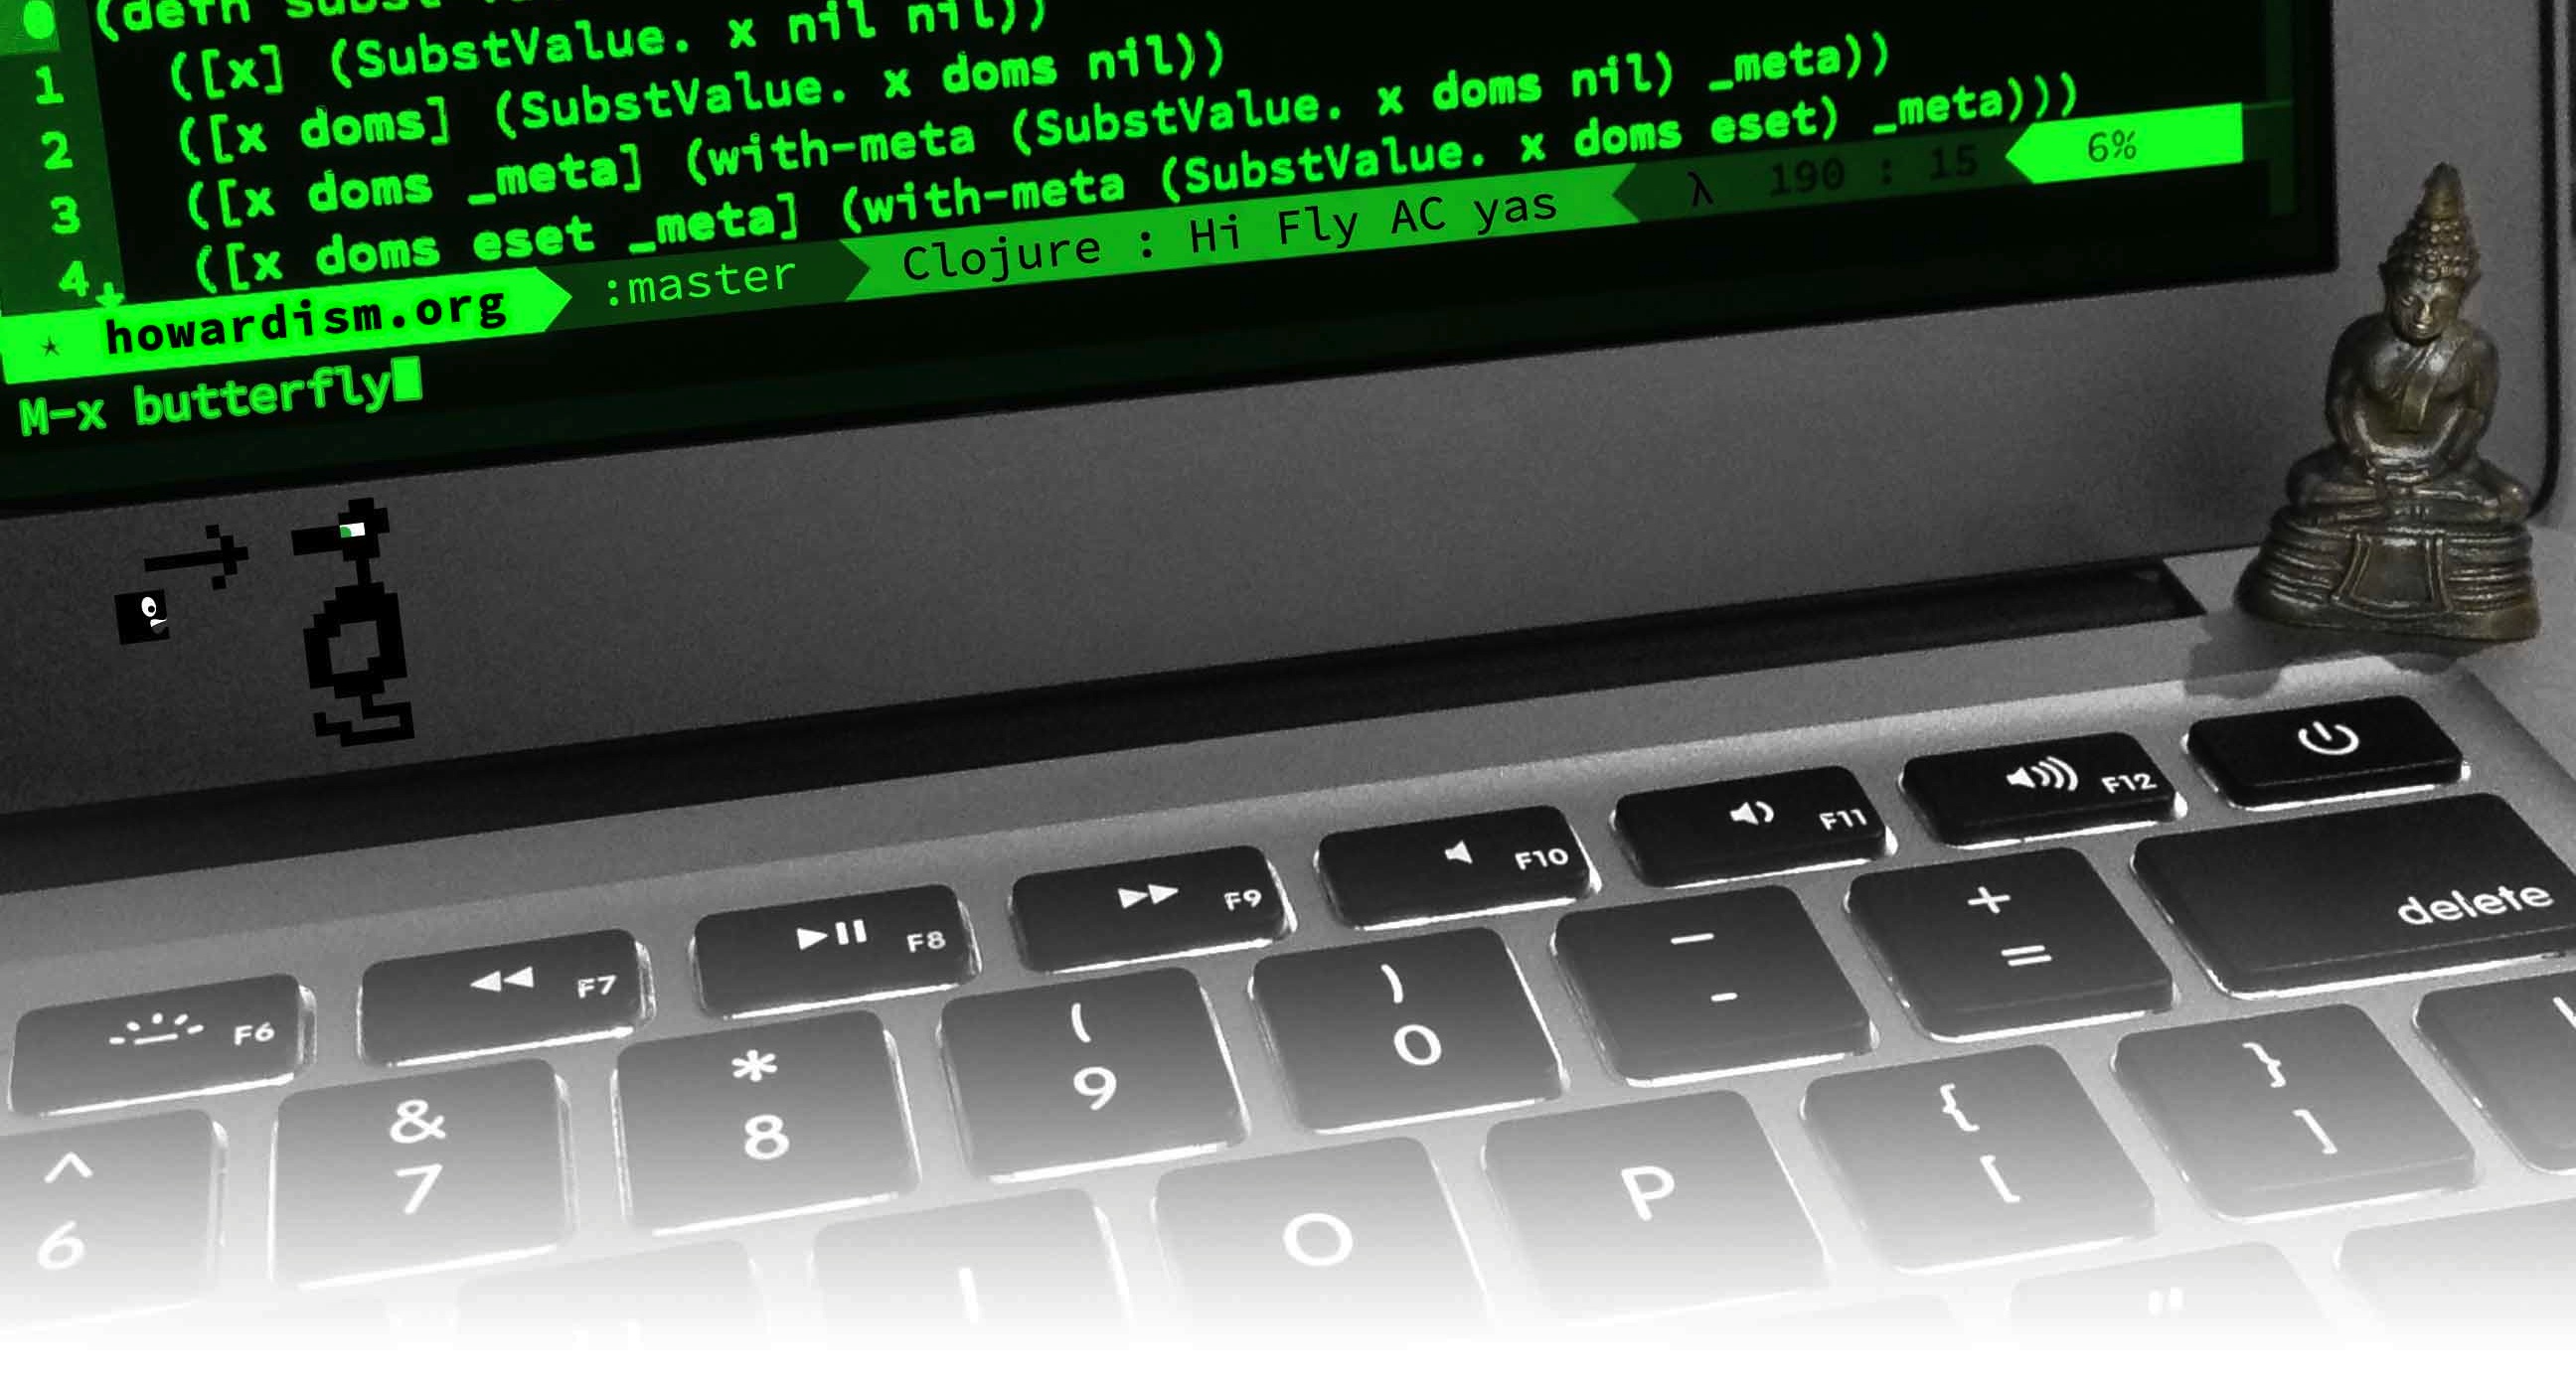 0 (defn subst
1 ([x] (SubstValue. x nil nil))
2 ([x doms] (SubstValue. x doms nil))
3 ([x doms _meta] (with-meta (SubstValue. x doms nil) _meta))
4 ([x doms eset _meta] (with-meta (SubstValue. x doms eset) _meta)))
* howardism.org :master Clojure : Hi Fly AC yas λ 190 : 15 6%
M-x butterfly
F6 F7 F8 F9 F10 F11 F12
^ & * ( ) — + delete
6 7 8 9 0 - =
I O P { }
[ ]
"